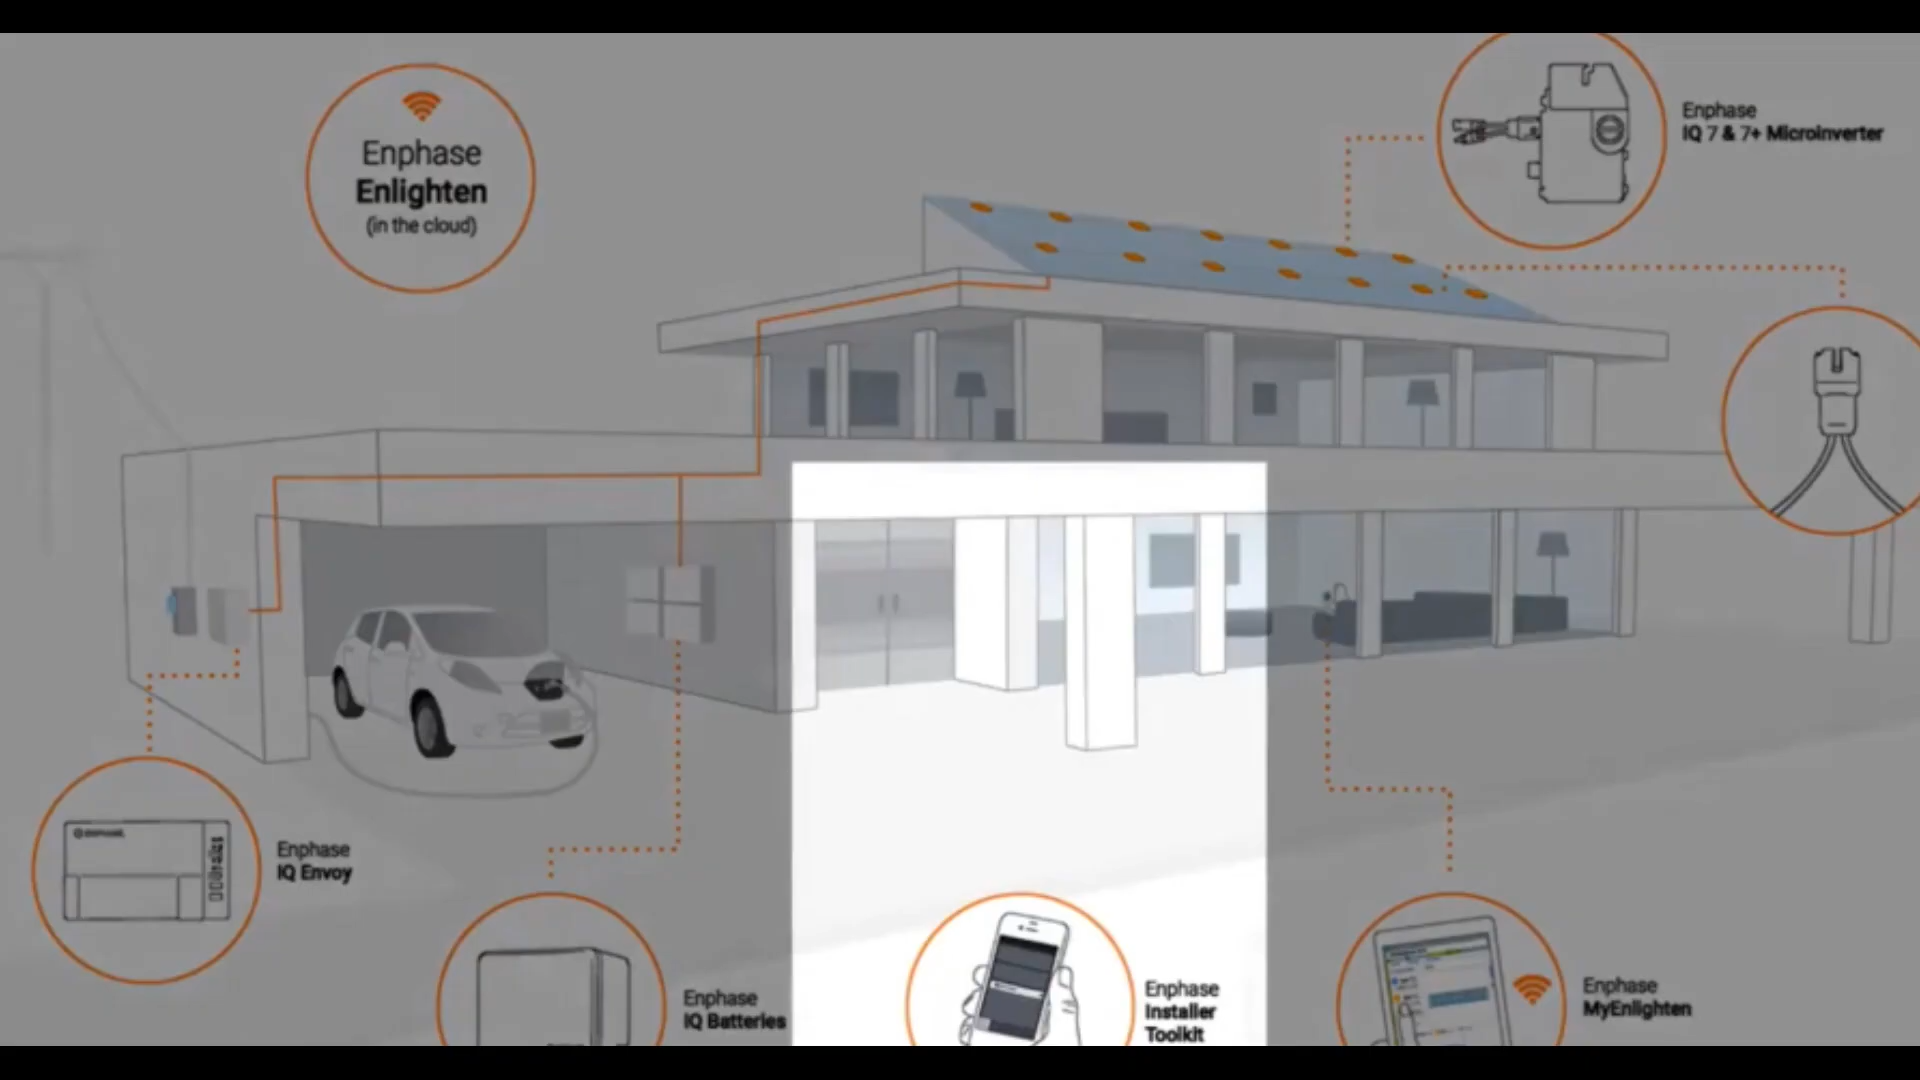 Enphase
Enlighten
(in the cloud)
Enphase
IQ 7 & 7+ Microinverter
Enphase
IQ Envoy
Enphase
IQ Batteries
Enphase
Installer
Toolkit
Enphase
MyEnlighten